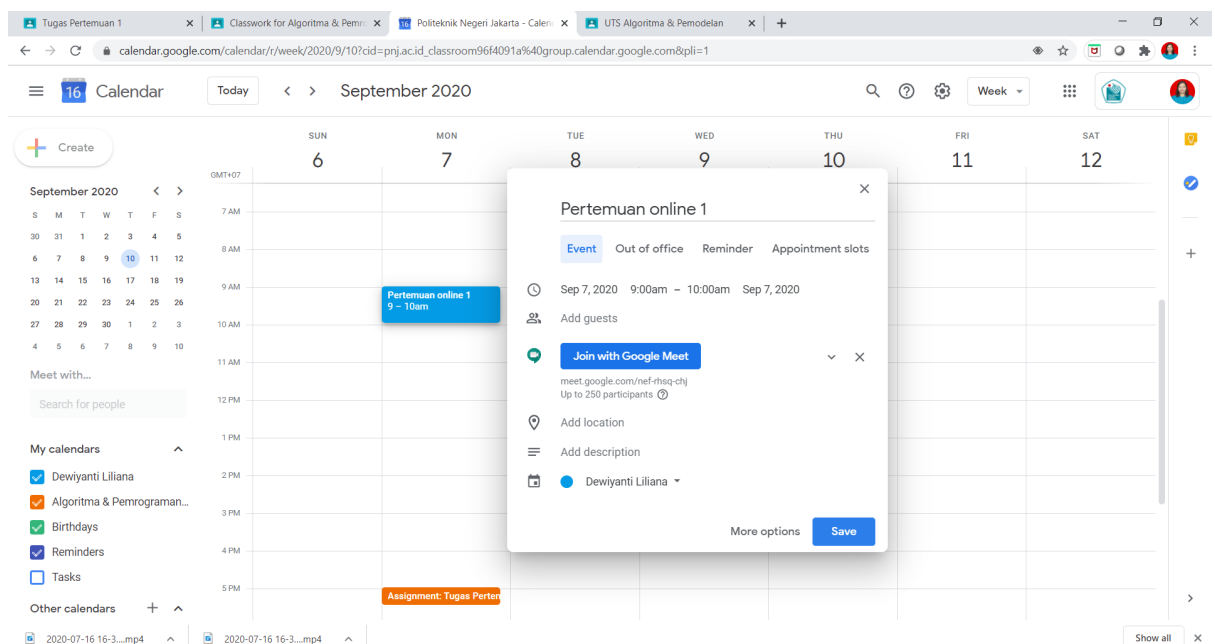 Tugas Pertemuan 1
Classwork for Algoritma & Pemro
Politeknik Negeri Jakarta - Calen
UTS Algoritma & Pemodelan
calendar.google.com/calendar/r/week/2020/9/10?cid=pnj.ac.id_classroom96f4091a%40group.calendar.google.com&pli=1
16 Calendar Today September 2020 Week
Create
SUN MON TUE WED THU FRI SAT
6 7 8 9 10 11 12
GMT+07
September 2020
S M T W T F S
30 31 1 2 3 4 5
6 7 8 9 10 11 12
13 14 15 16 17 18 19
20 21 22 23 24 25 26
27 28 29 30 1 2 3
4 5 6 7 8 9 10
Meet with...
Search for people
My calendars
Dewiyanti Liliana
Algoritma & Pemrograman...
Birthdays
Reminders
Tasks
Other calendars
7 AM
8 AM
9 AM
10 AM
11 AM
12 PM
1 PM
2 PM
3 PM
4 PM
5 PM
Pertemuan online 1
9 – 10am
Assignment: Tugas Perten
Pertemuan online 1
Event Out of office Reminder Appointment slots
Sep 7, 2020 9:00am – 10:00am Sep 7, 2020
Add guests
Join with Google Meet
meet.google.com/nef-rhsq-chj
Up to 250 participants
Add location
Add description
Dewiyanti Liliana
More options Save
2020-07-16 16-3....mp4
2020-07-16 16-3....mp4
Show all